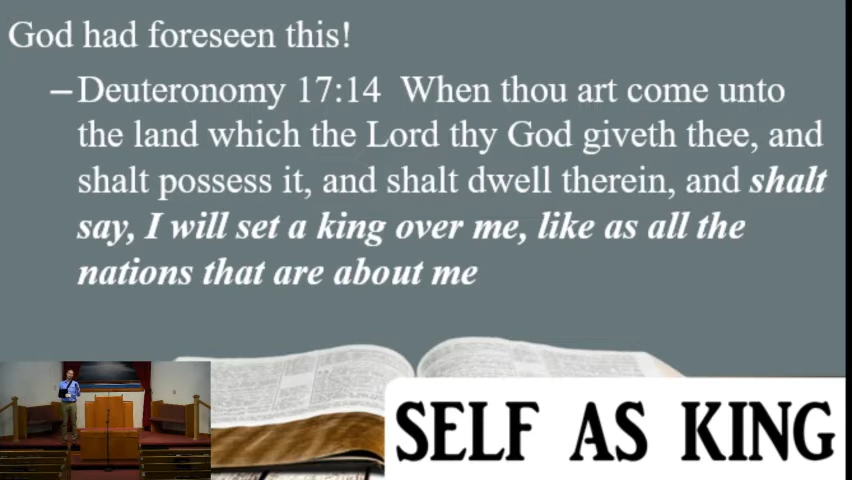 God had foreseen this!
–Deuteronomy 17:14 When thou art come unto
the land which the Lord thy God giveth thee, and
shalt possess it, and shalt dwell therein, and shalt
say, I will set a king over me, like as all the
nations that are about me
SELF AS KING